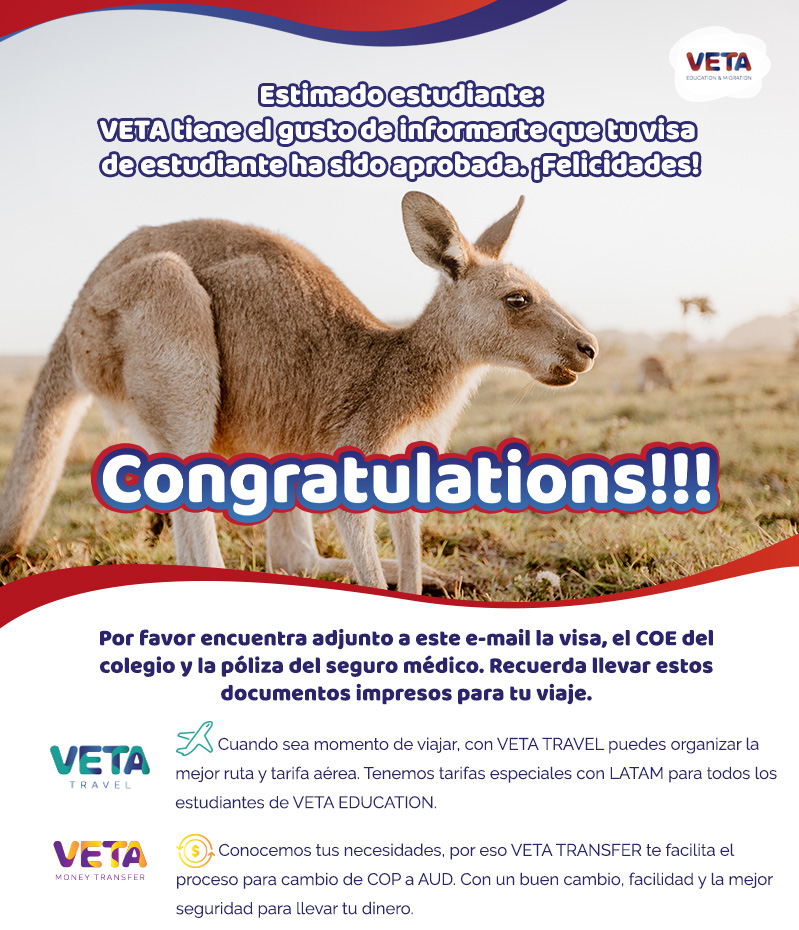 VETA
EDUCATION & MIGRATION
Estimado estudiante:
VETA tiene el gusto de informarte que tu visa
de estudiante ha sido aprobada. ¡Felicidades!
Congratulations!!!
Por favor encuentra adjunto a este e-mail la visa, el COE del
colegio y la póliza del seguro médico. Recuerda llevar estos
documentos impresos para tu viaje.
VETA
TRAVEL
Cuando sea momento de viajar, con VETA TRAVEL puedes organizar la
mejor ruta y tarifa aérea. Tenemos tarifas especiales con LATAM para todos los
estudiantes de VETA EDUCATION.
VETA
MONEY TRANSFER
$
Conocemos tus necesidades, por eso VETA TRANSFER te facilita el
proceso para cambio de COP a AUD. Con un buen cambio, facilidad y la mejor
seguridad para llevar tu dinero.